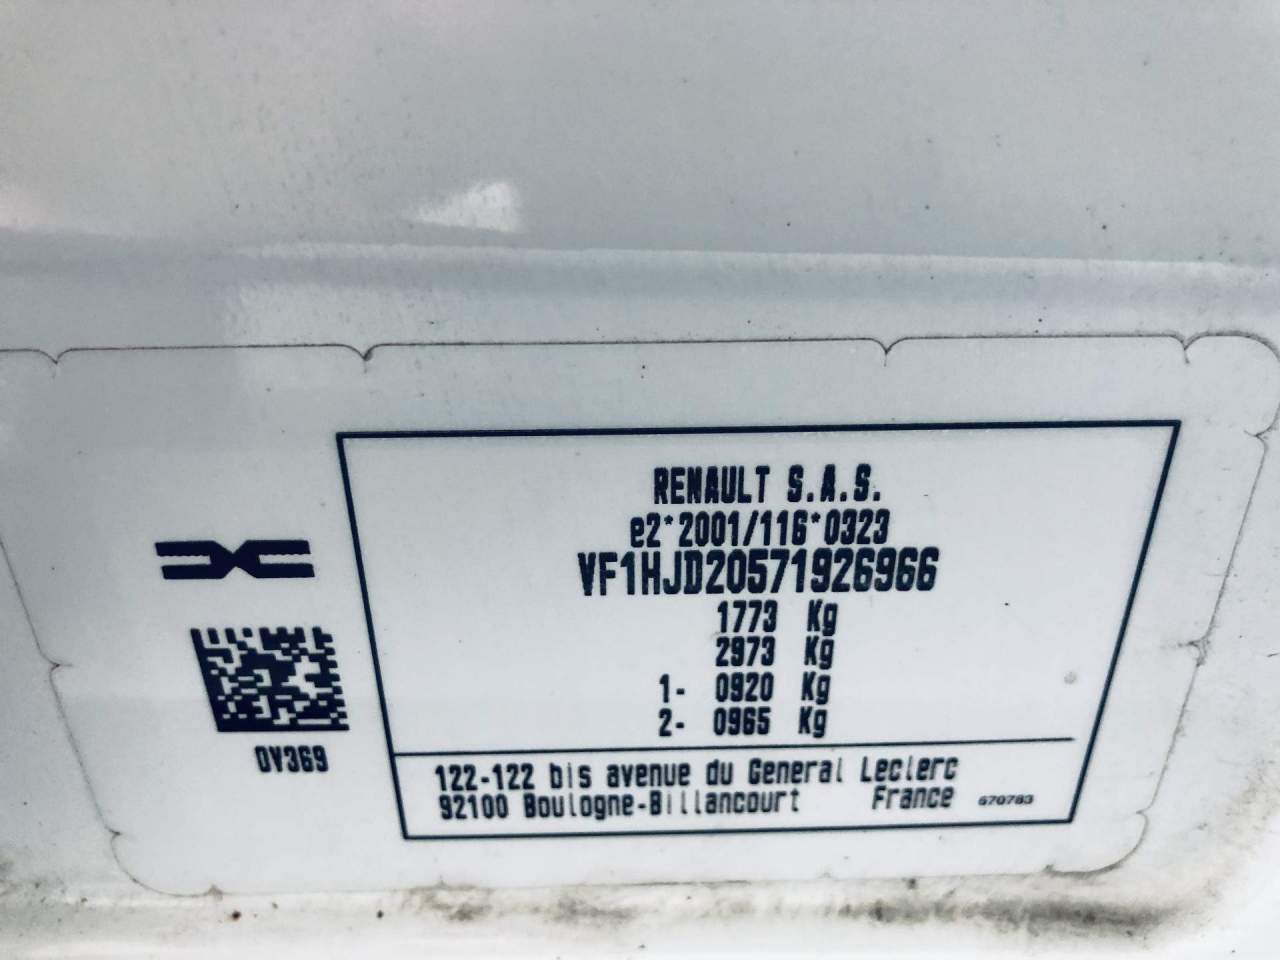 RENAULT S.A.S.
e2*2001/116*0323
VF1HJD20571926966
1773 Kg
2973 Kg
1- 0920 Kg
2- 0965 Kg
DV369
122-122 bis avenue du General Leclerc
92100 Boulogne-Billancourt France 670783